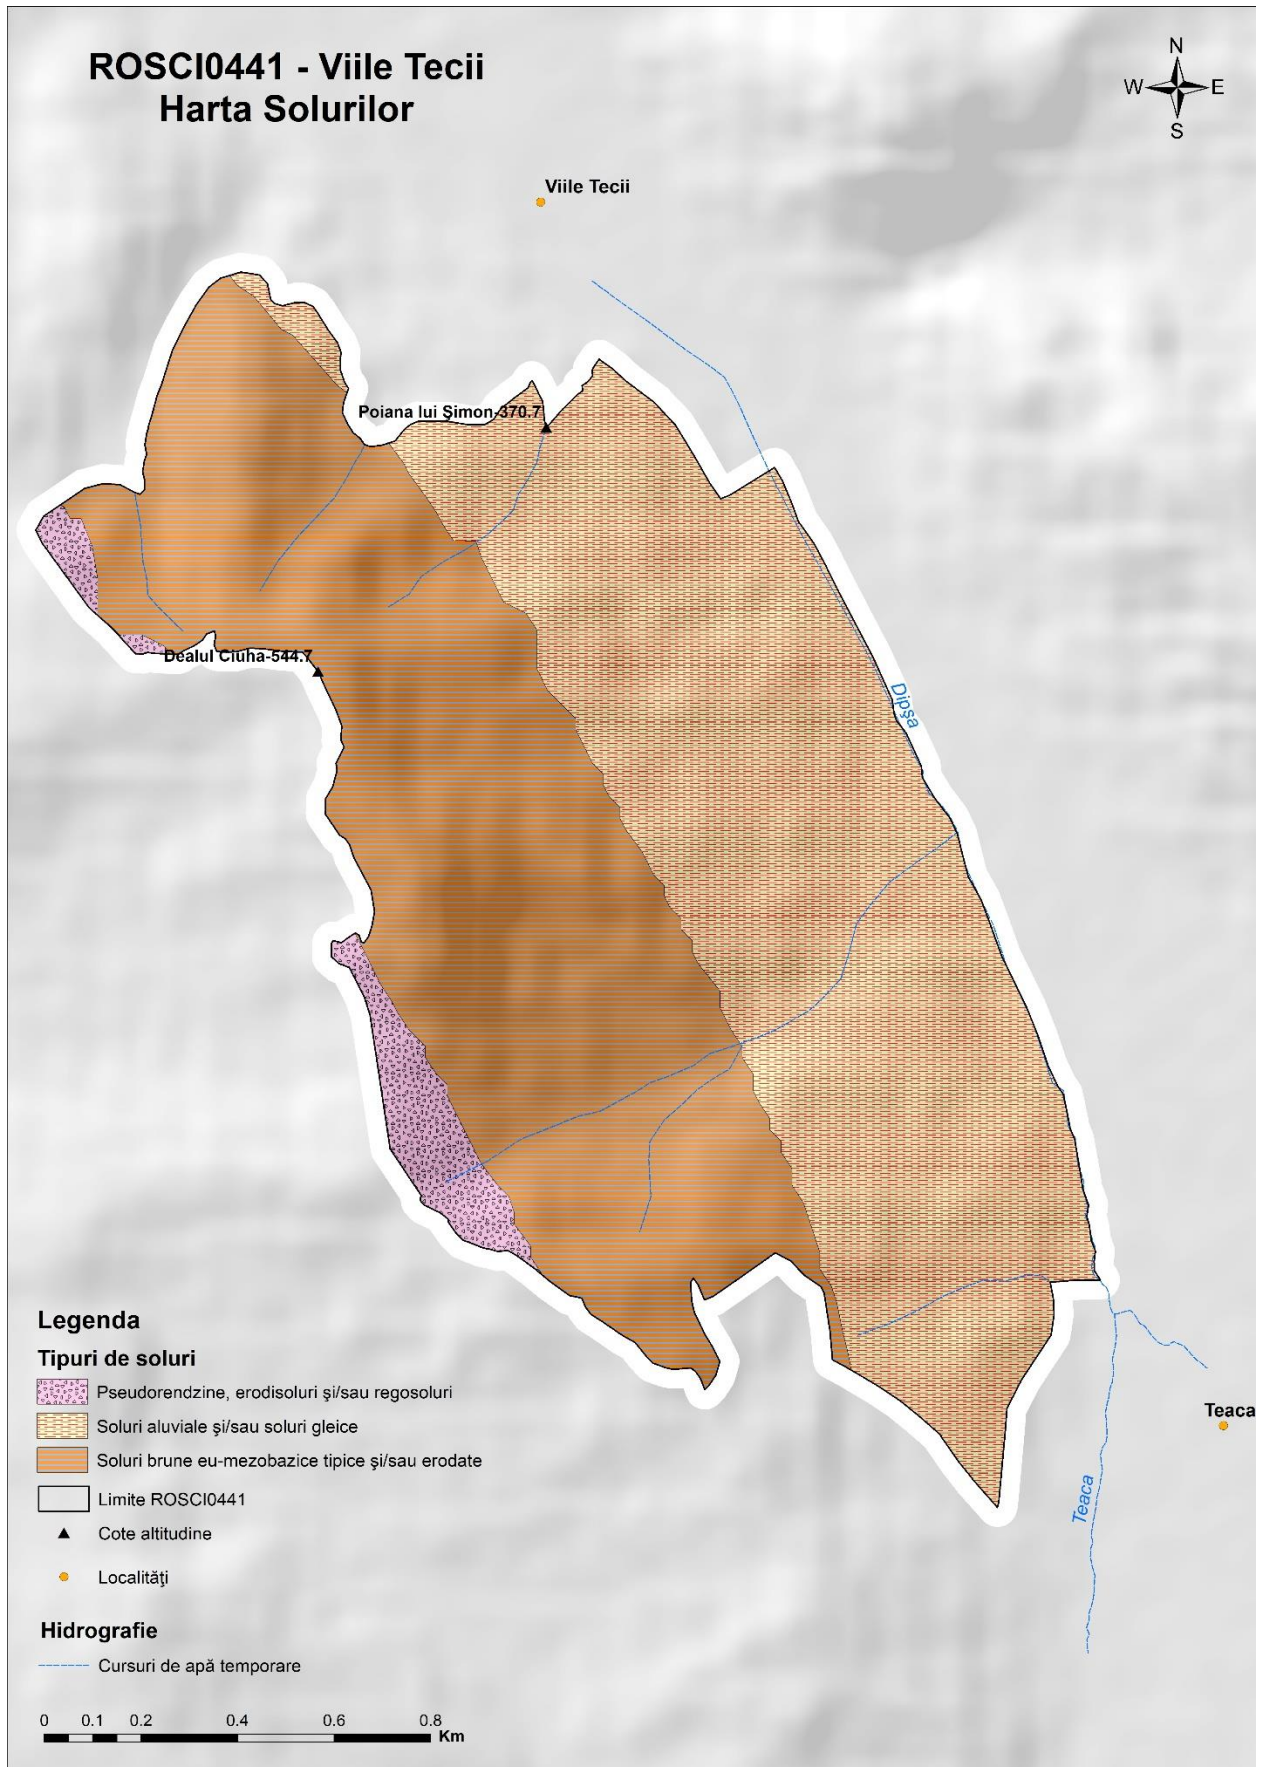 ROSCI0441 - Viile Tecii
Harta Solurilor
N
W E
S
Viile Tecii
Poiana lui Şimon-370.7
Dealul Ciuha-544.7
Dipşa
Teaca
Teaca
Legenda
Tipuri de soluri
Pseudorendzine, erodisoluri şi/sau regosoluri
Soluri aluviale şi/sau soluri gleice
Soluri brune eu-mezobazice tipice şi/sau erodate
Limite ROSCI0441
Cote altitudine
Localităţi
Hidrografie
Cursuri de apă temporare
0 0.1 0.2 0.4 0.6 0.8
Km